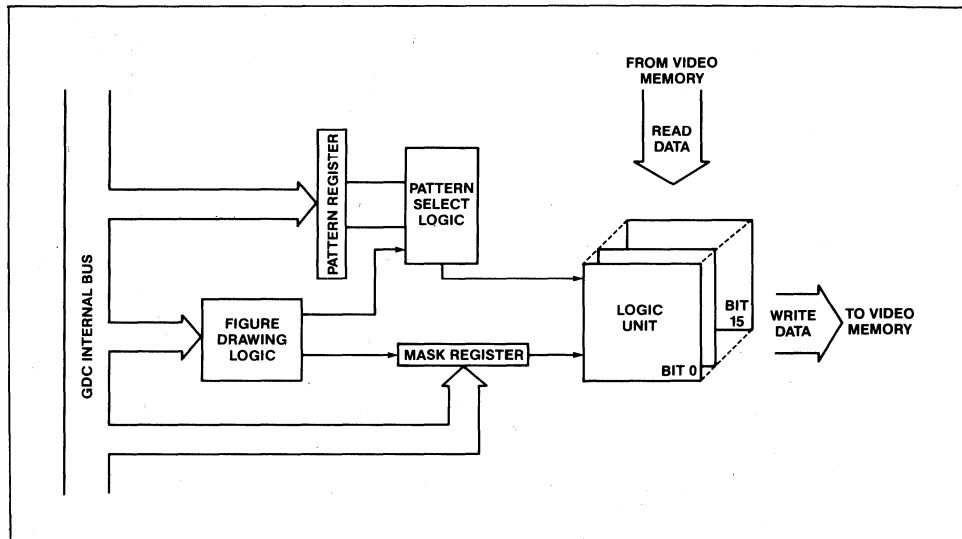 FROM VIDEO
MEMORY
READ
DATA
PATTERN REGISTER
PATTERN
SELECT
LOGIC
GDC INTERNAL BUS
FIGURE
DRAWING
LOGIC
MASK REGISTER
LOGIC
UNIT
BIT 0
BIT
15
WRITE
DATA
TO VIDEO
MEMORY